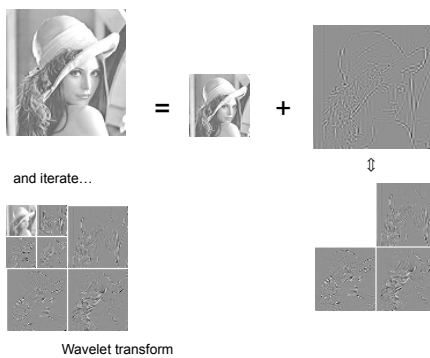 = +
⇕
and iterate…
Wavelet transform